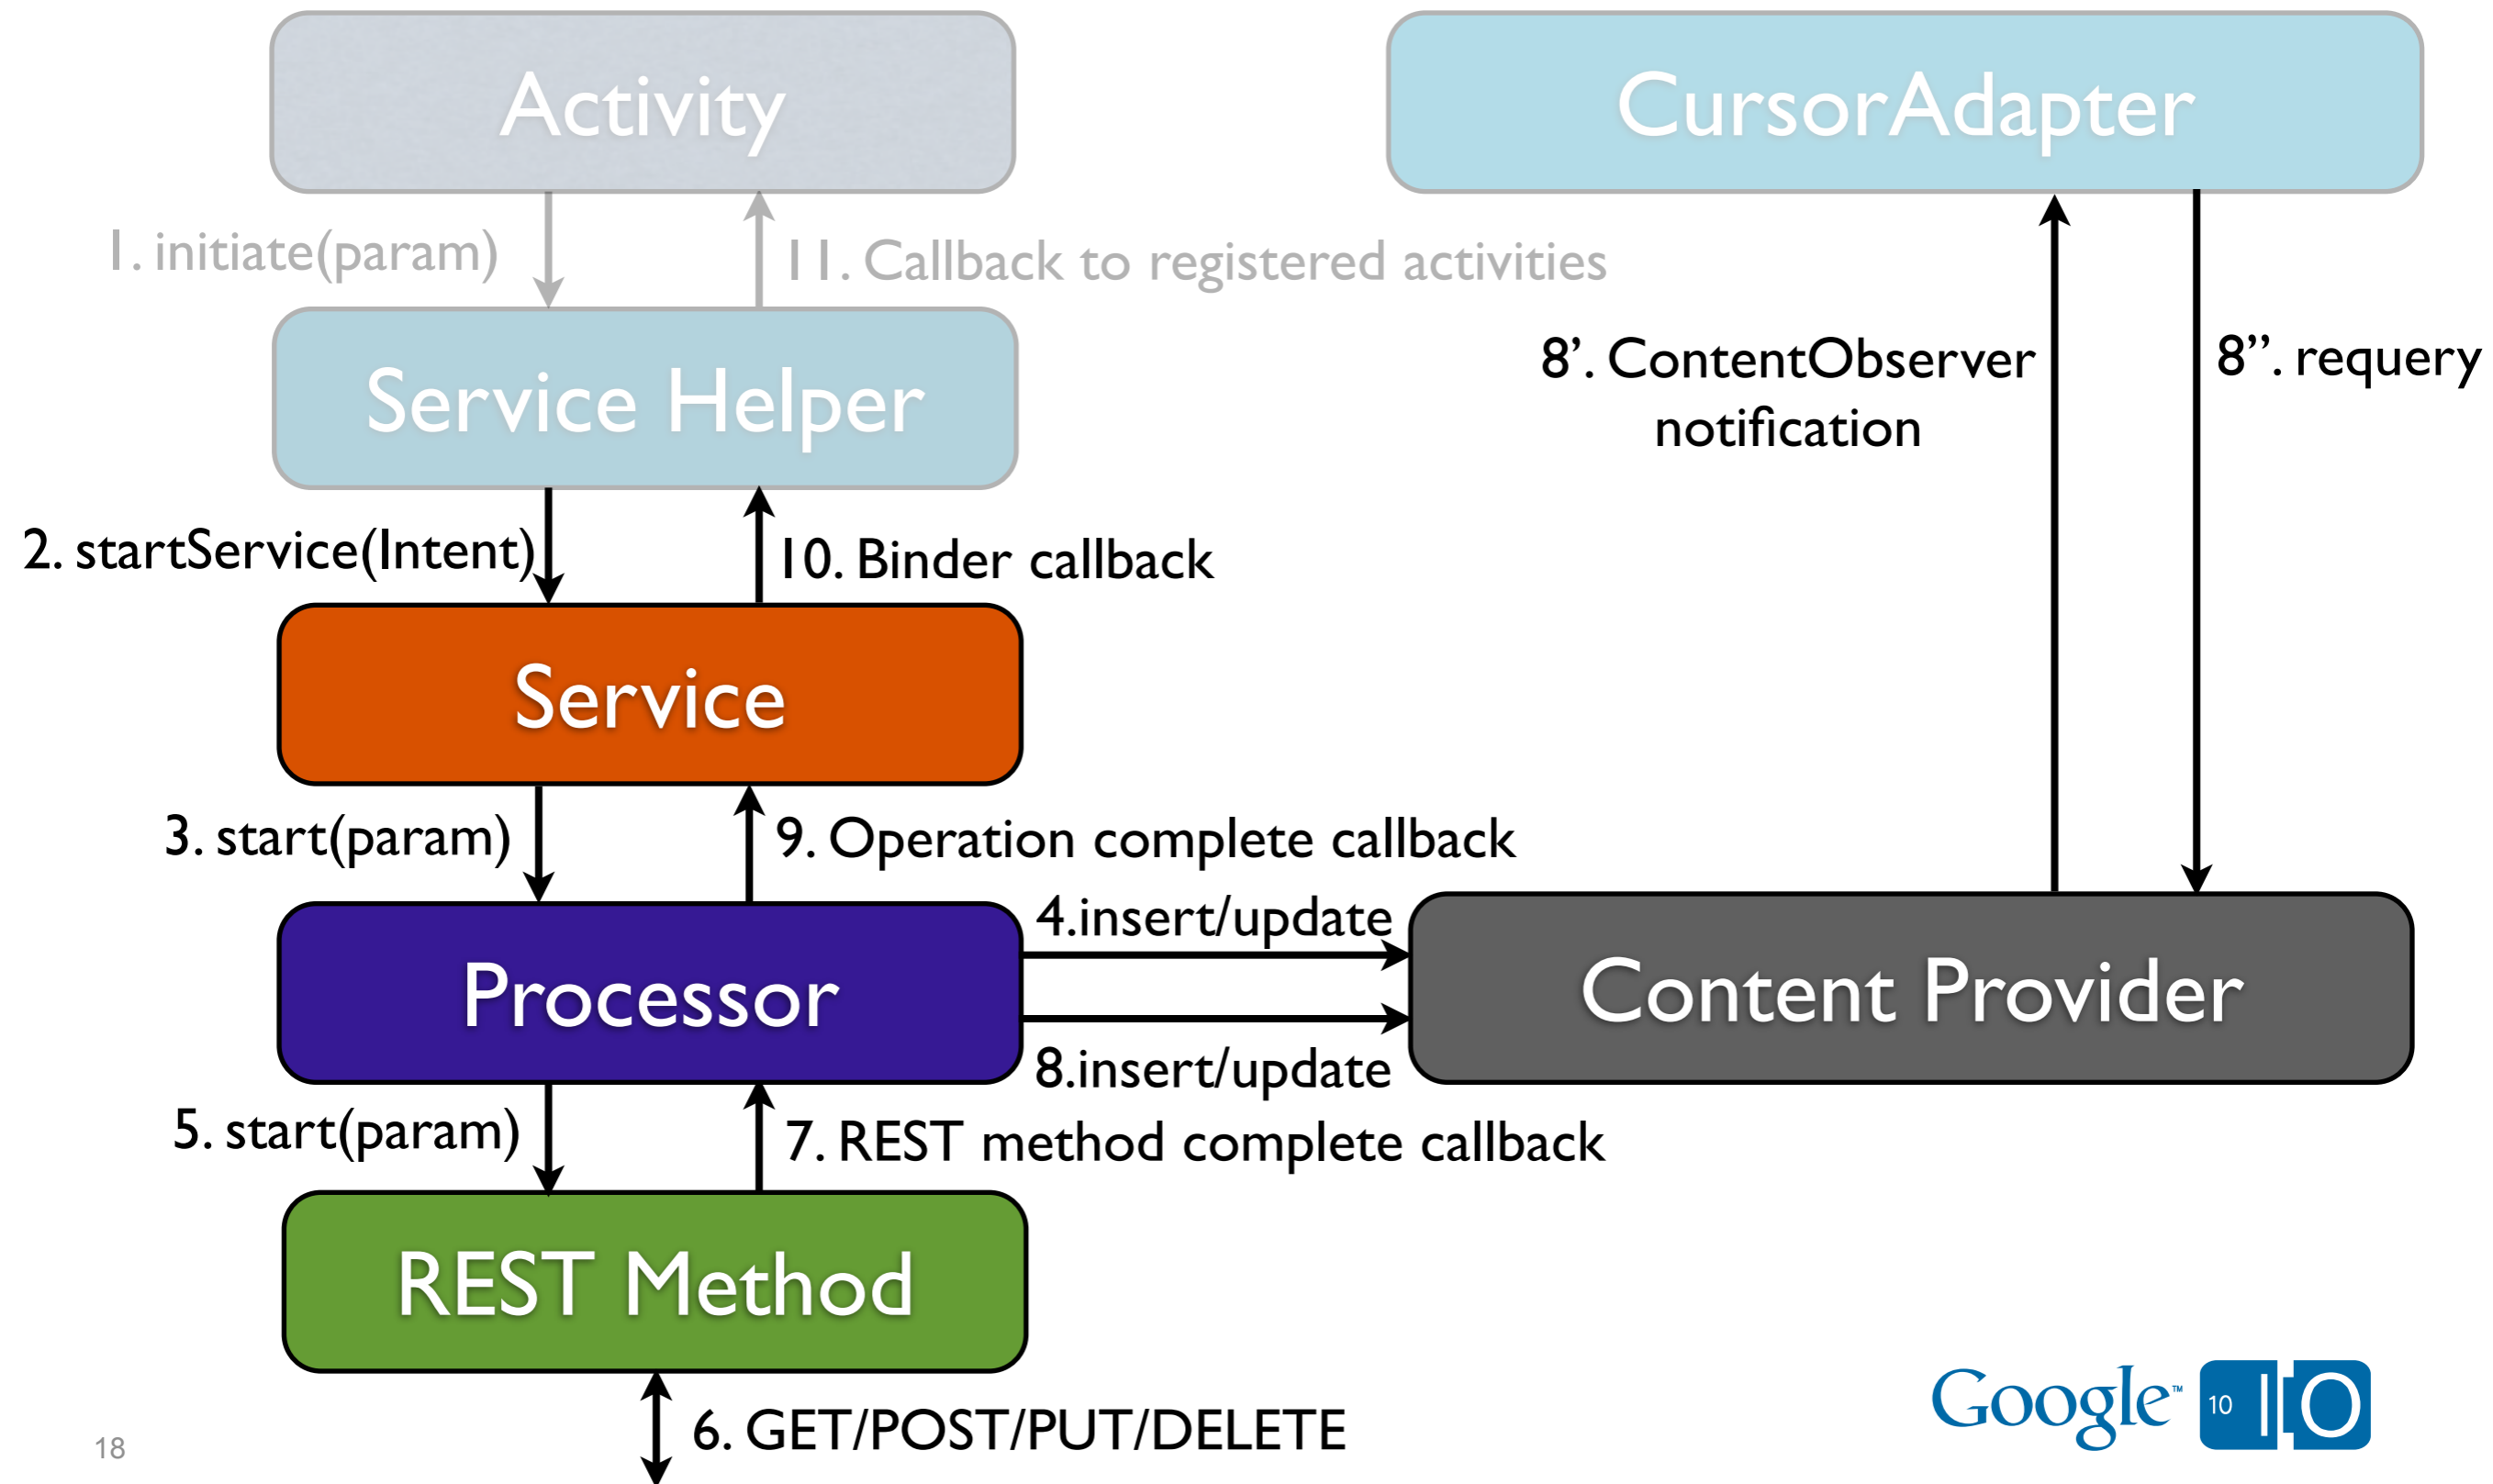 Activity
CursorAdapter
1. initiate(param)
11. Callback to registered activities
8’. ContentObserver
notification
8”. requery
Service Helper
2. startService(Intent)
10. Binder callback
Service
3. start(param)
9. Operation complete callback
4.insert/update
Processor
Content Provider
8.insert/update
5. start(param)
7. REST method complete callback
REST Method
6. GET/POST/PUT/DELETE
Google™ 10 IO
18